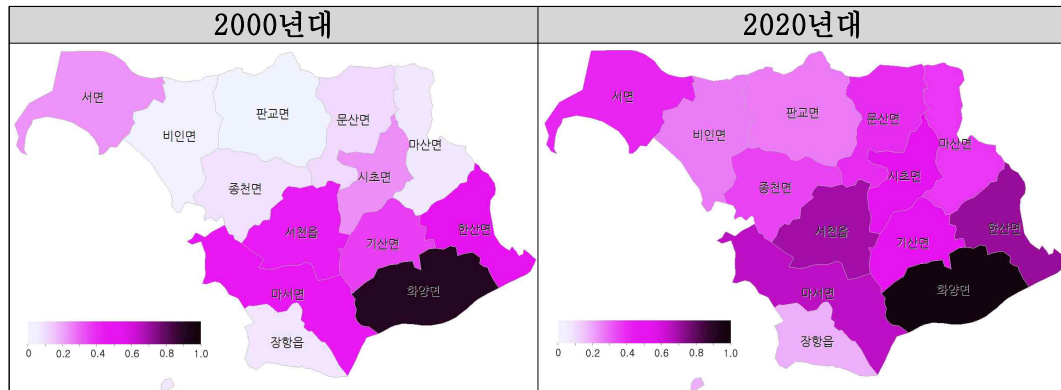 2000년대
2020년대
서면
비인면
판교면
문산면
마산면
종천면
시초면
서천읍
기산면
한산면
마서면
화양면
장항읍
0 0.2 0.4 0.6 0.8 1.0
서면
비인면
판교면
문산면
마산면
종천면
시초면
서천읍
기산면
한산면
마서면
화양면
장항읍
0 0.2 0.4 0.6 0.8 1.0